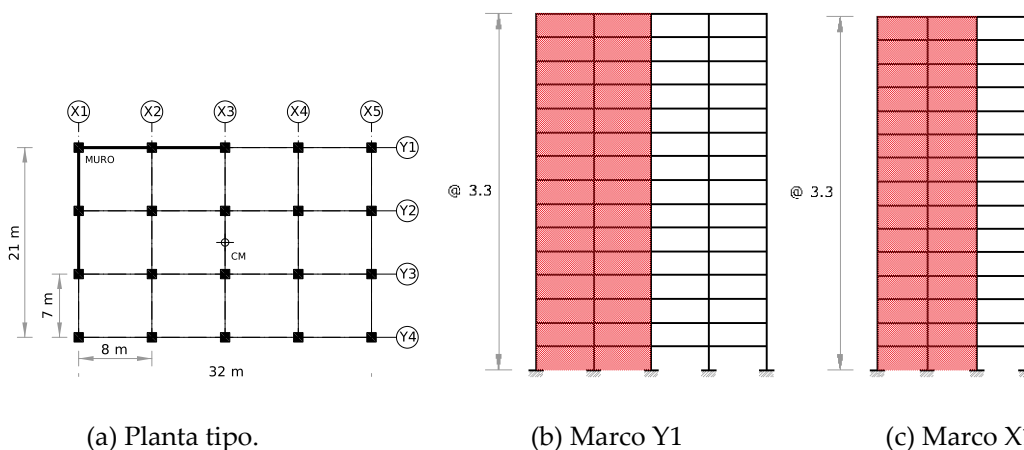 X1 X2 X3 X4 X5
Y1
MURO
Y2
CM
Y3
Y4
21 m
7 m
8 m
32 m
@ 3.3
@ 3.3
(a) Planta tipo.
(b) Marco Y1
(c) Marco X